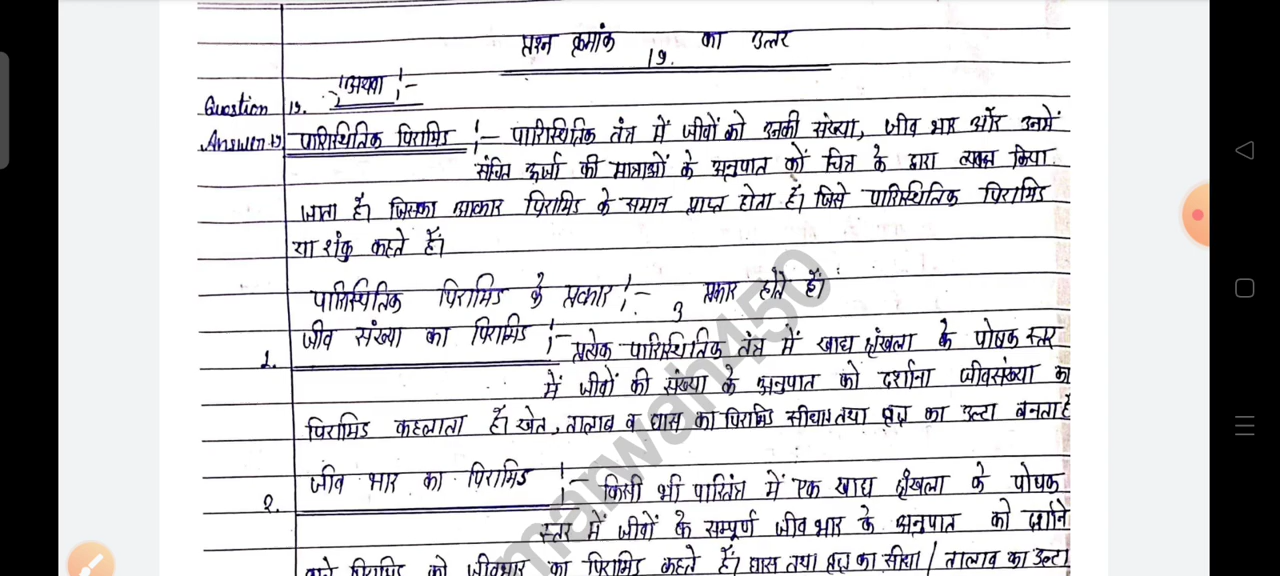 प्रश्न क्रमांक 19. का उत्तर
Question 19. अथवा :-
Answer पारिस्थितिक पिरामिड :- पारिस्थितिक तंत्र में जीवों को उनकी संख्या, जीव भार और उनमें
संचित ऊर्जा की मात्राओं के अनुपात को चित्र के द्वारा व्यक्त किया
जाता है। जिसका आकार पिरामिड के समान प्राप्त होता है। जिसे पारिस्थितिक पिरामिड
या शंकु कहते हैं।
पारिस्थितिक पिरामिड के प्रकार :- 3 प्रकार होते हैं।
1. जीव संख्या का पिरामिड :- प्रत्येक पारिस्थितिक तंत्र में खाद्य श्रृंखला के पोषक स्तर
में जीवों की संख्या के अनुपात को दर्शाना जीवसंख्या का
पिरामिड कहलाता है। खेत, तालाब व घास का पिरामिड सीधा तथा वृक्ष का उल्टा बनता है
2. जीव भार का पिरामिड :- किसी भी पारितंत्र में एक खाद्य श्रृंखला के पोषक
स्तर में जीवों के सम्पूर्ण जीव भार के अनुपात को दर्शाने
वाले पिरामिड को जीवभार का पिरामिड कहते हैं। घास तथा वृक्ष का सीधा / तालाब का उल्टा
marwah450